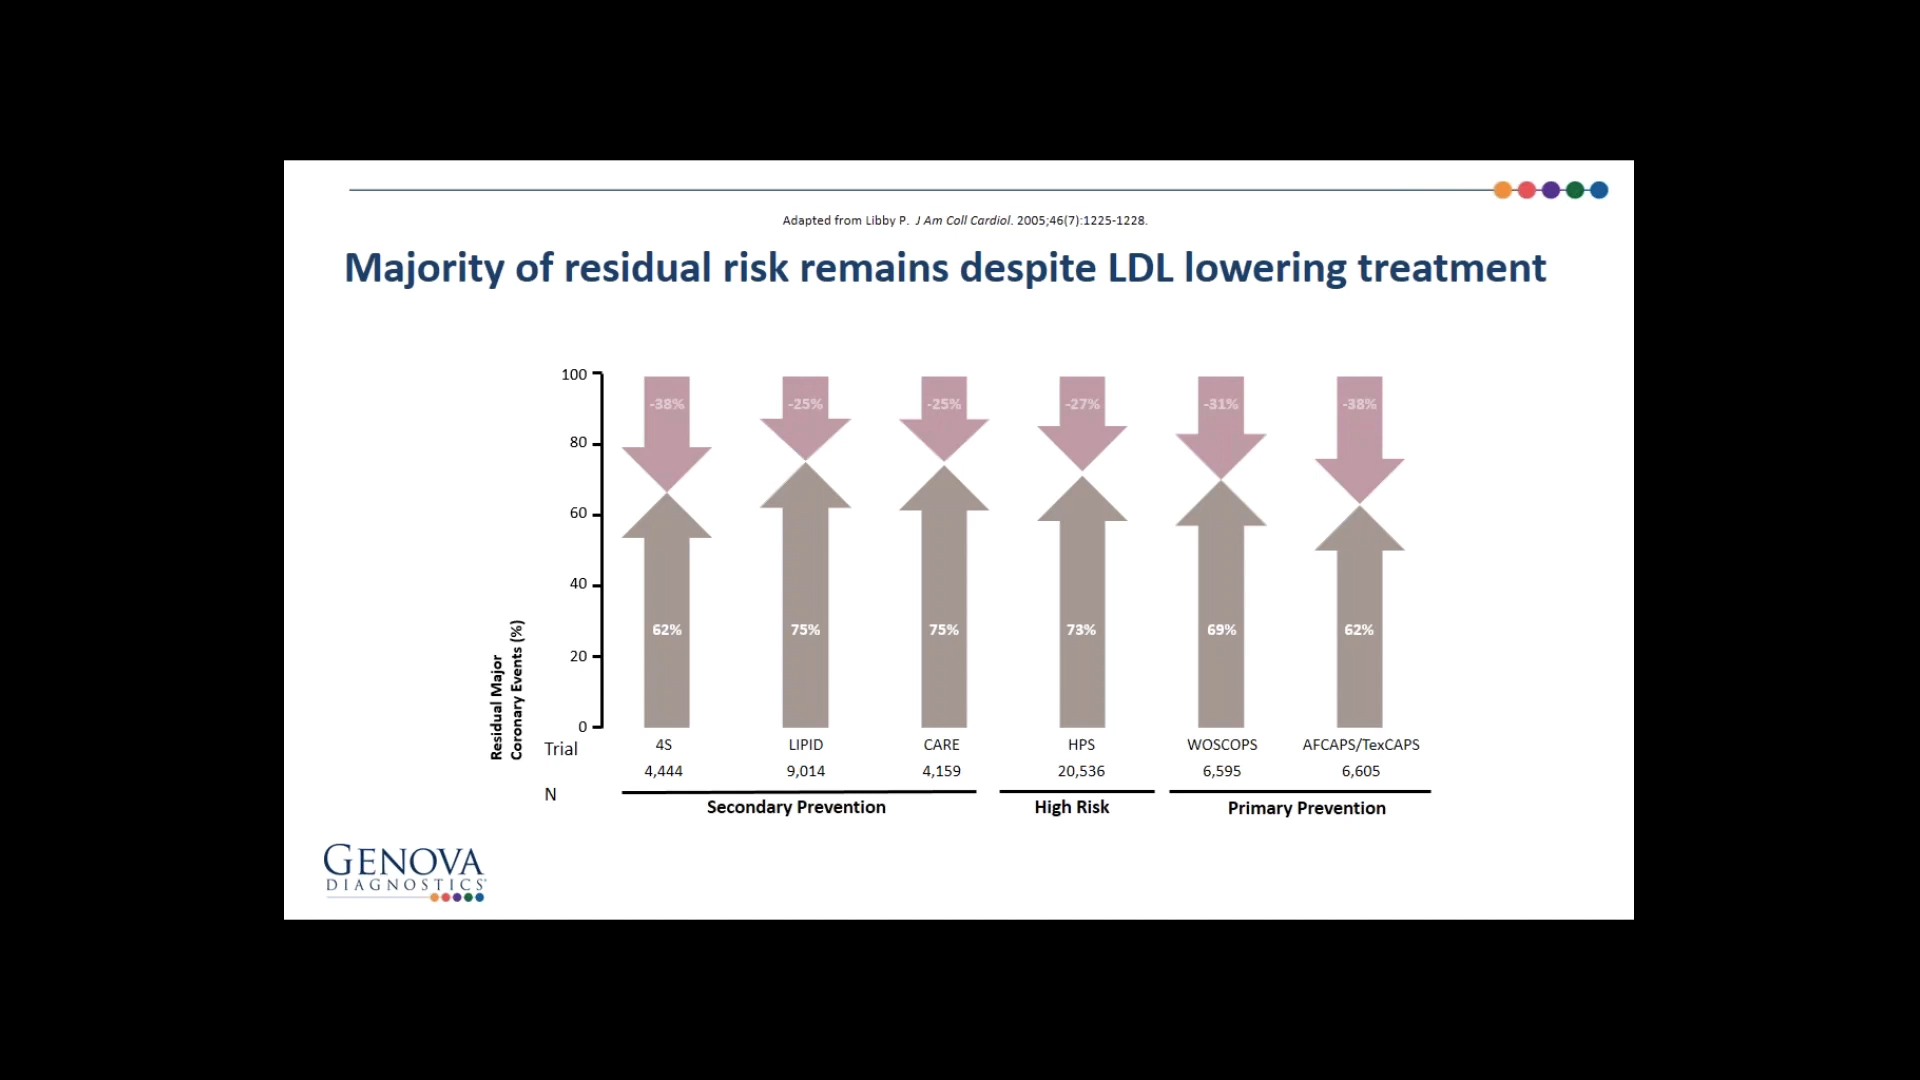 Adapted from Libby P. J Am Coll Cardiol. 2005;46(7):1225-1228.
Majority of residual risk remains despite LDL lowering treatment
100
80
60
40
20
0
Residual Major
Coronary Events (%)
-38% -25% -25% -27% -31% -38%
62% 75% 75% 73% 69% 62%
Trial 4S LIPID CARE HPS WOSCOPS AFCAPS/TexCAPS
N 4,444 9,014 4,159 20,536 6,595 6,605
Secondary Prevention High Risk Primary Prevention
GENOVA
DIAGNOSTICS